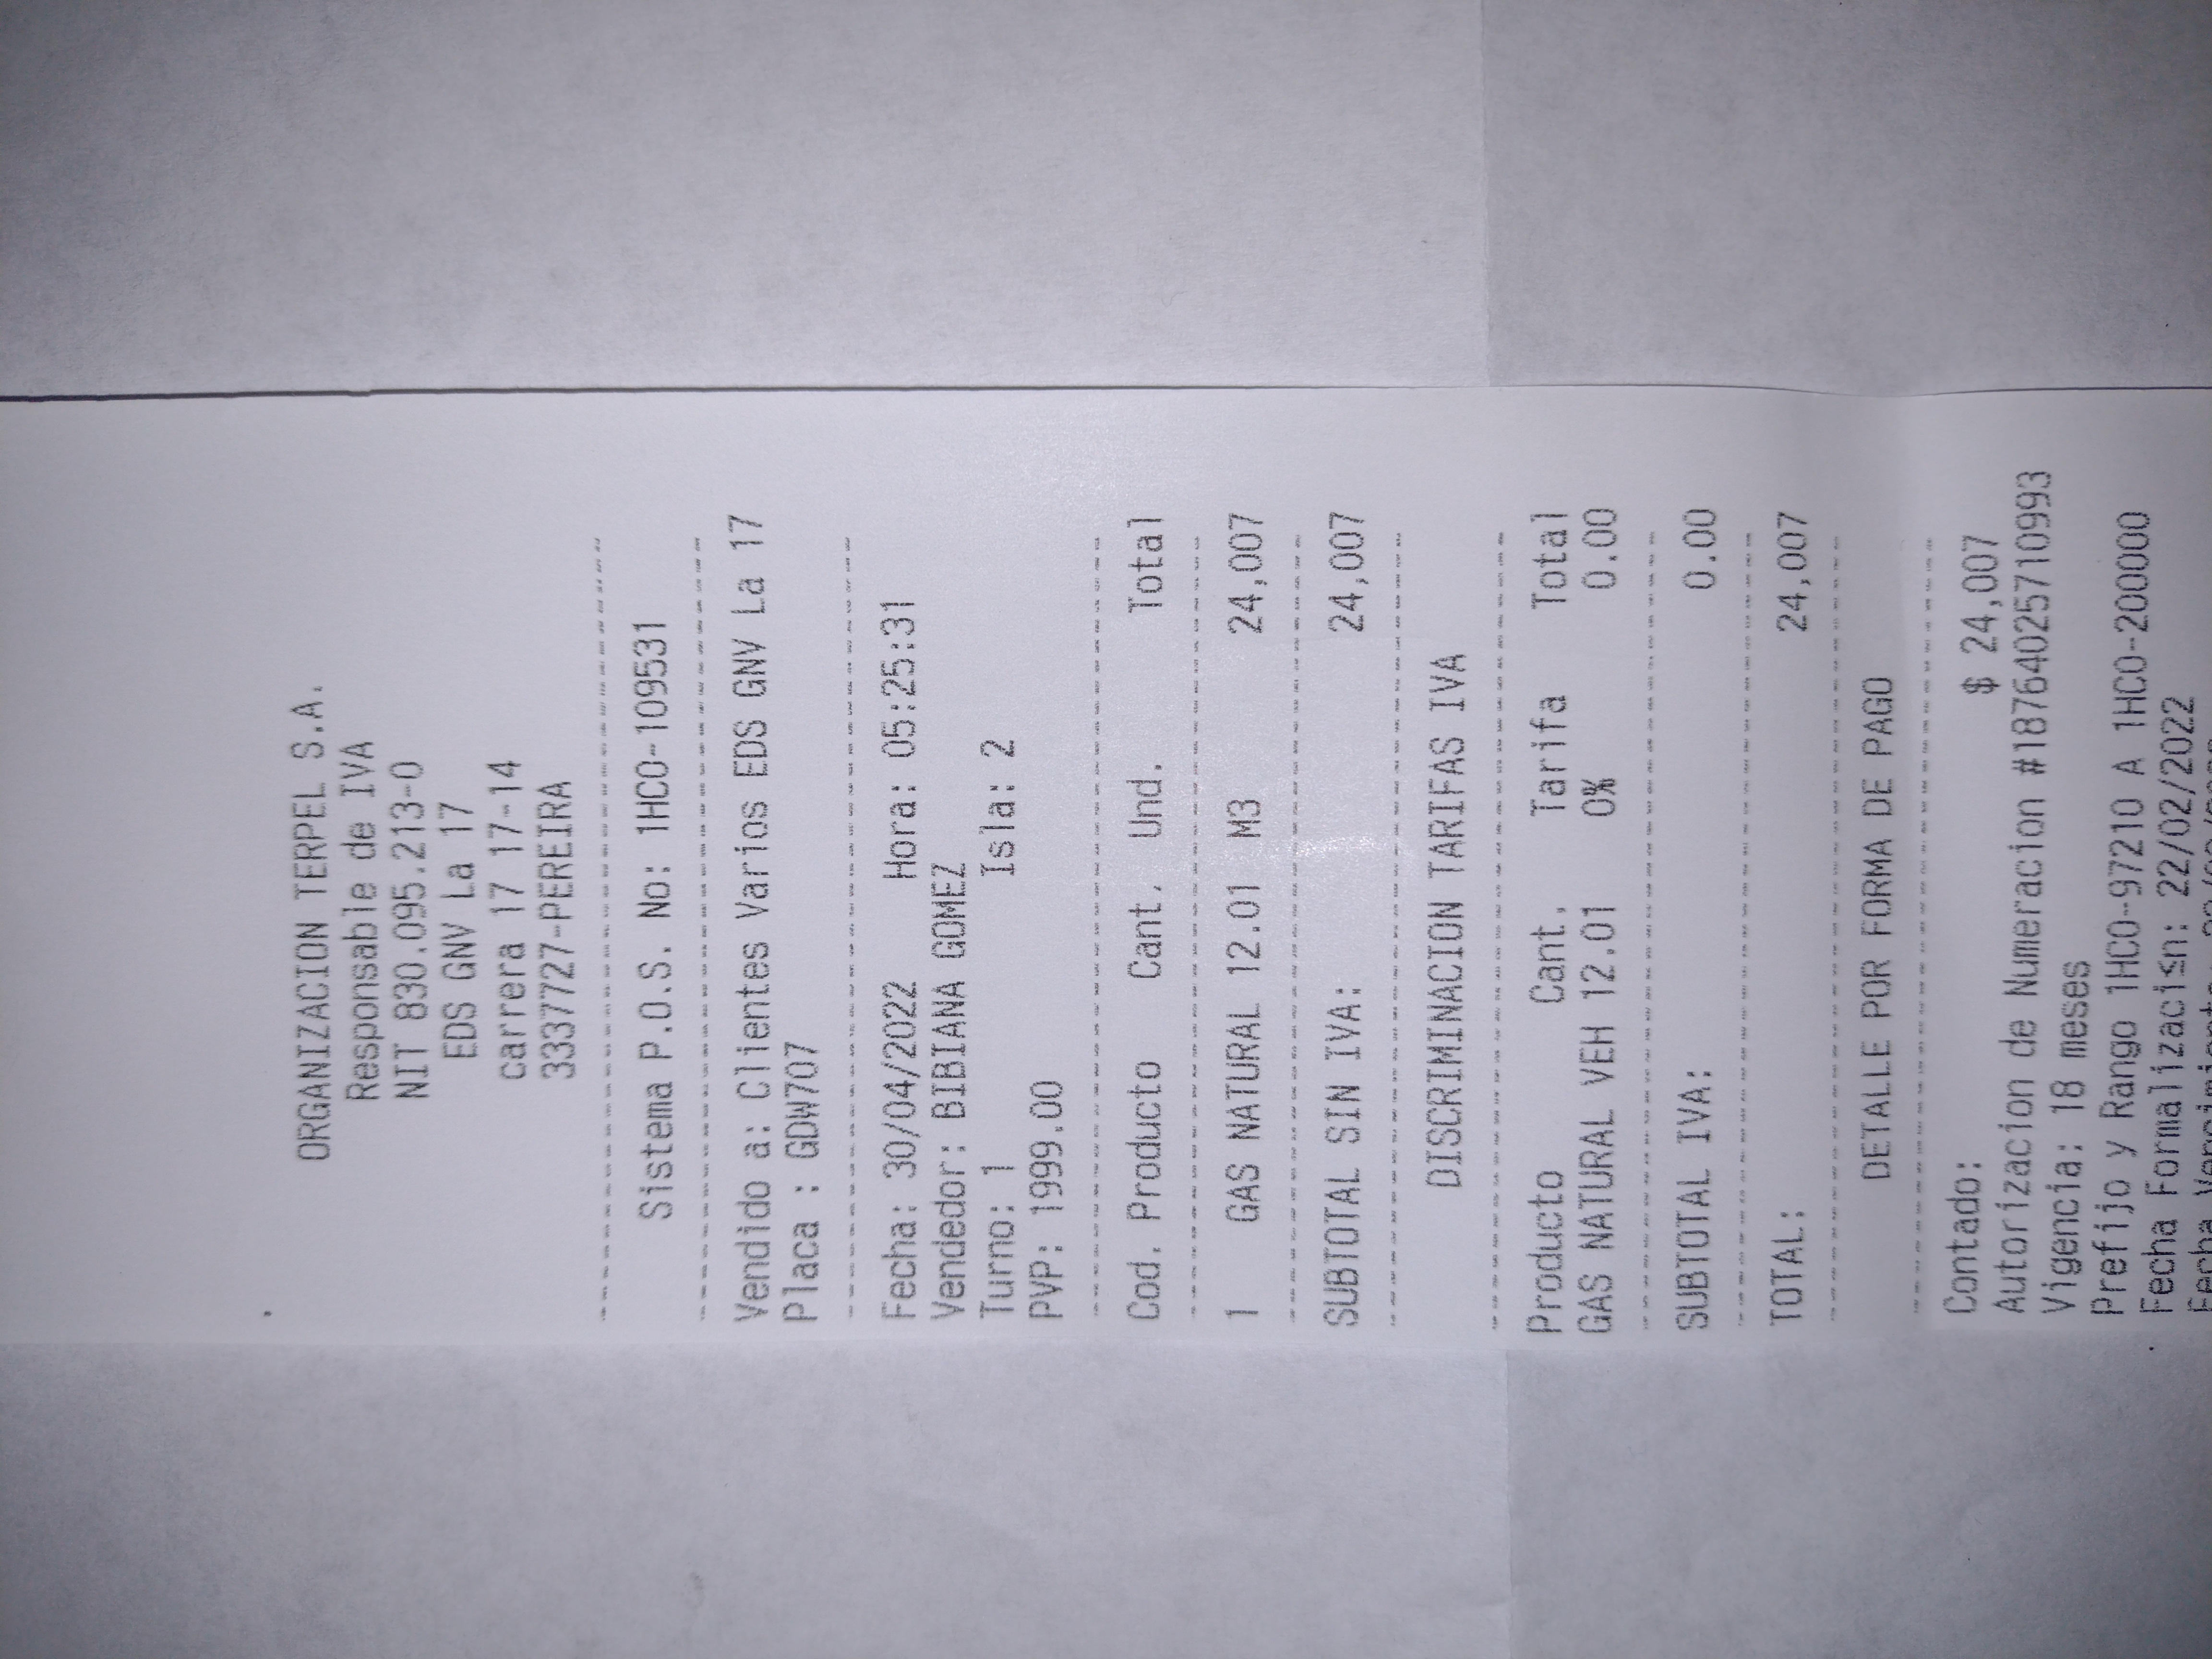 ORGANIZACION TERPEL S.A.
Responsable de IVA
NIT 830.095.213-0
EDS GNV La 17
carrera 17 17-14
3337727-PEREIRA
Sistema P.O.S. No: 1HCO-109531
Vendido a: Clientes Varios EDS GNV La 17
Placa : GDW707
Fecha: 30/04/2022 Hora: 05:25:31
Vendedor: BIBIANA GOMEZ
Turno: 1 Isla: 2
PVP: 1999.00
Cod. Producto Cant. Und. Total
1 GAS NATURAL 12.01 M3 24,007
SUBTOTAL SIN IVA: 24,007
DISCRIMINACION TARIFAS IVA
Producto Cant. Tarifa Total
GAS NATURAL VEH 12.01 0% 0.00
SUBTOTAL IVA: 0.00
TOTAL: 24,007
DETALLE POR FORMA DE PAGO
Contado: $ 24,007
Autorizacion de Numeracion #18764025710993
Vigencia: 18 meses
Prefijo y Rango 1HCO-97210 A 1HCO-200000
Fecha Formalizaci≤n: 22/02/2022
Fecha